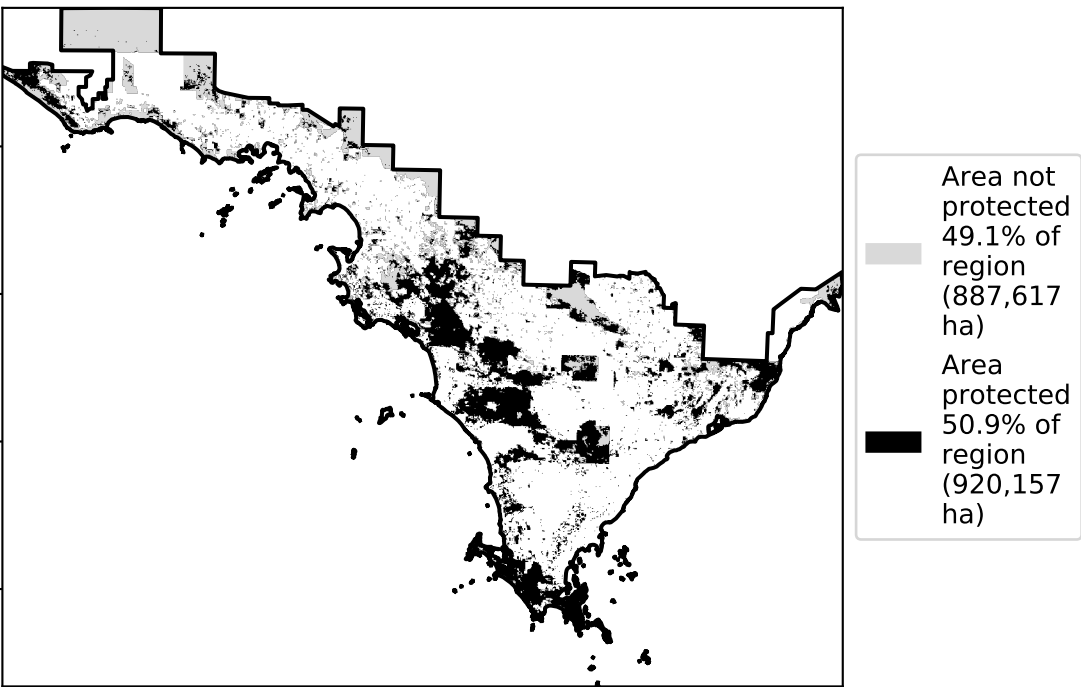 Area not
protected
49.1% of
region
(887,617
ha)
Area
protected
50.9% of
region
(920,157
ha)